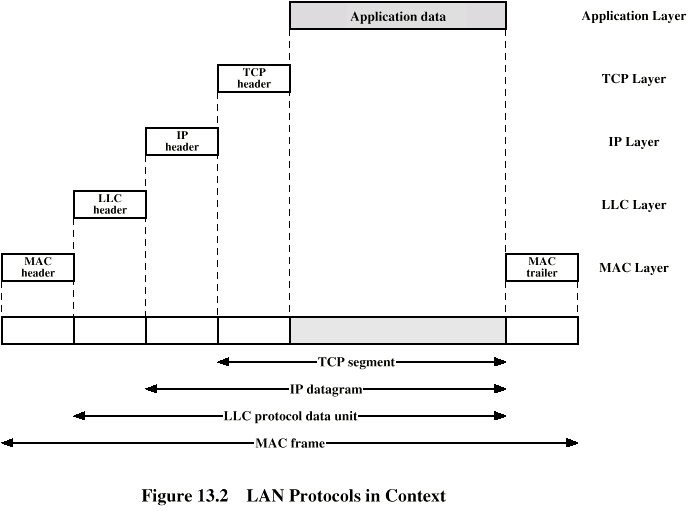 Application data
Application Layer
TCP
header
TCP Layer
IP
header
IP Layer
LLC
header
LLC Layer
MAC
header
MAC
trailer
MAC Layer
TCP segment
IP datagram
LLC protocol data unit
MAC frame
Figure 13.2 LAN Protocols in Context